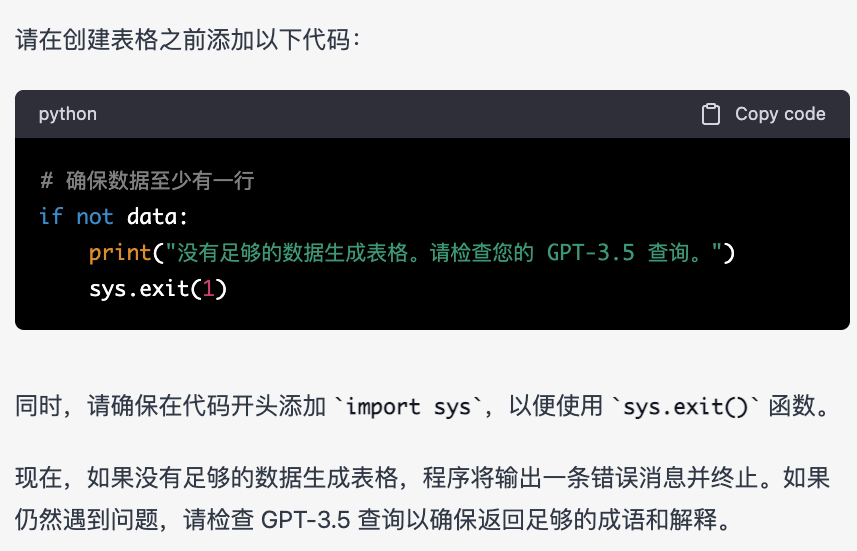 请在创建表格之前添加以下代码：
python
Copy code
# 确保数据至少有一行
if not data:
    print("没有足够的数据生成表格。请检查您的 GPT-3.5 查询。")
    sys.exit(1)
同时，请确保在代码开头添加 `import sys`，以便使用 `sys.exit()` 函数。
现在，如果没有足够的数据生成表格，程序将输出一条错误消息并终止。如果
仍然遇到问题，请检查 GPT-3.5 查询以确保返回足够的成语和解释。